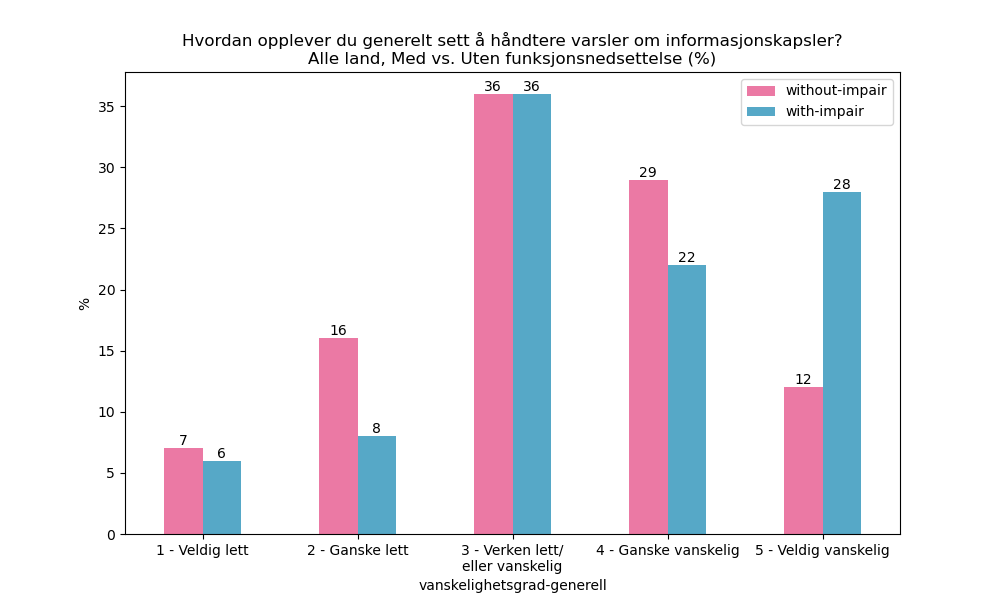 Hvordan opplever du generelt sett å håndtere varsler om informasjonskapsler?
Alle land, Med vs. Uten funksjonsnedsettelse (%)
without-impair
with-impair
%
35
30
25
20
15
10
5
0
7
6
16
8
36
36
29
22
12
28
1 - Veldig lett
2 - Ganske lett
3 - Verken lett/
eller vanskelig
4 - Ganske vanskelig
5 - Veldig vanskelig
vanskelighetsgrad-generell